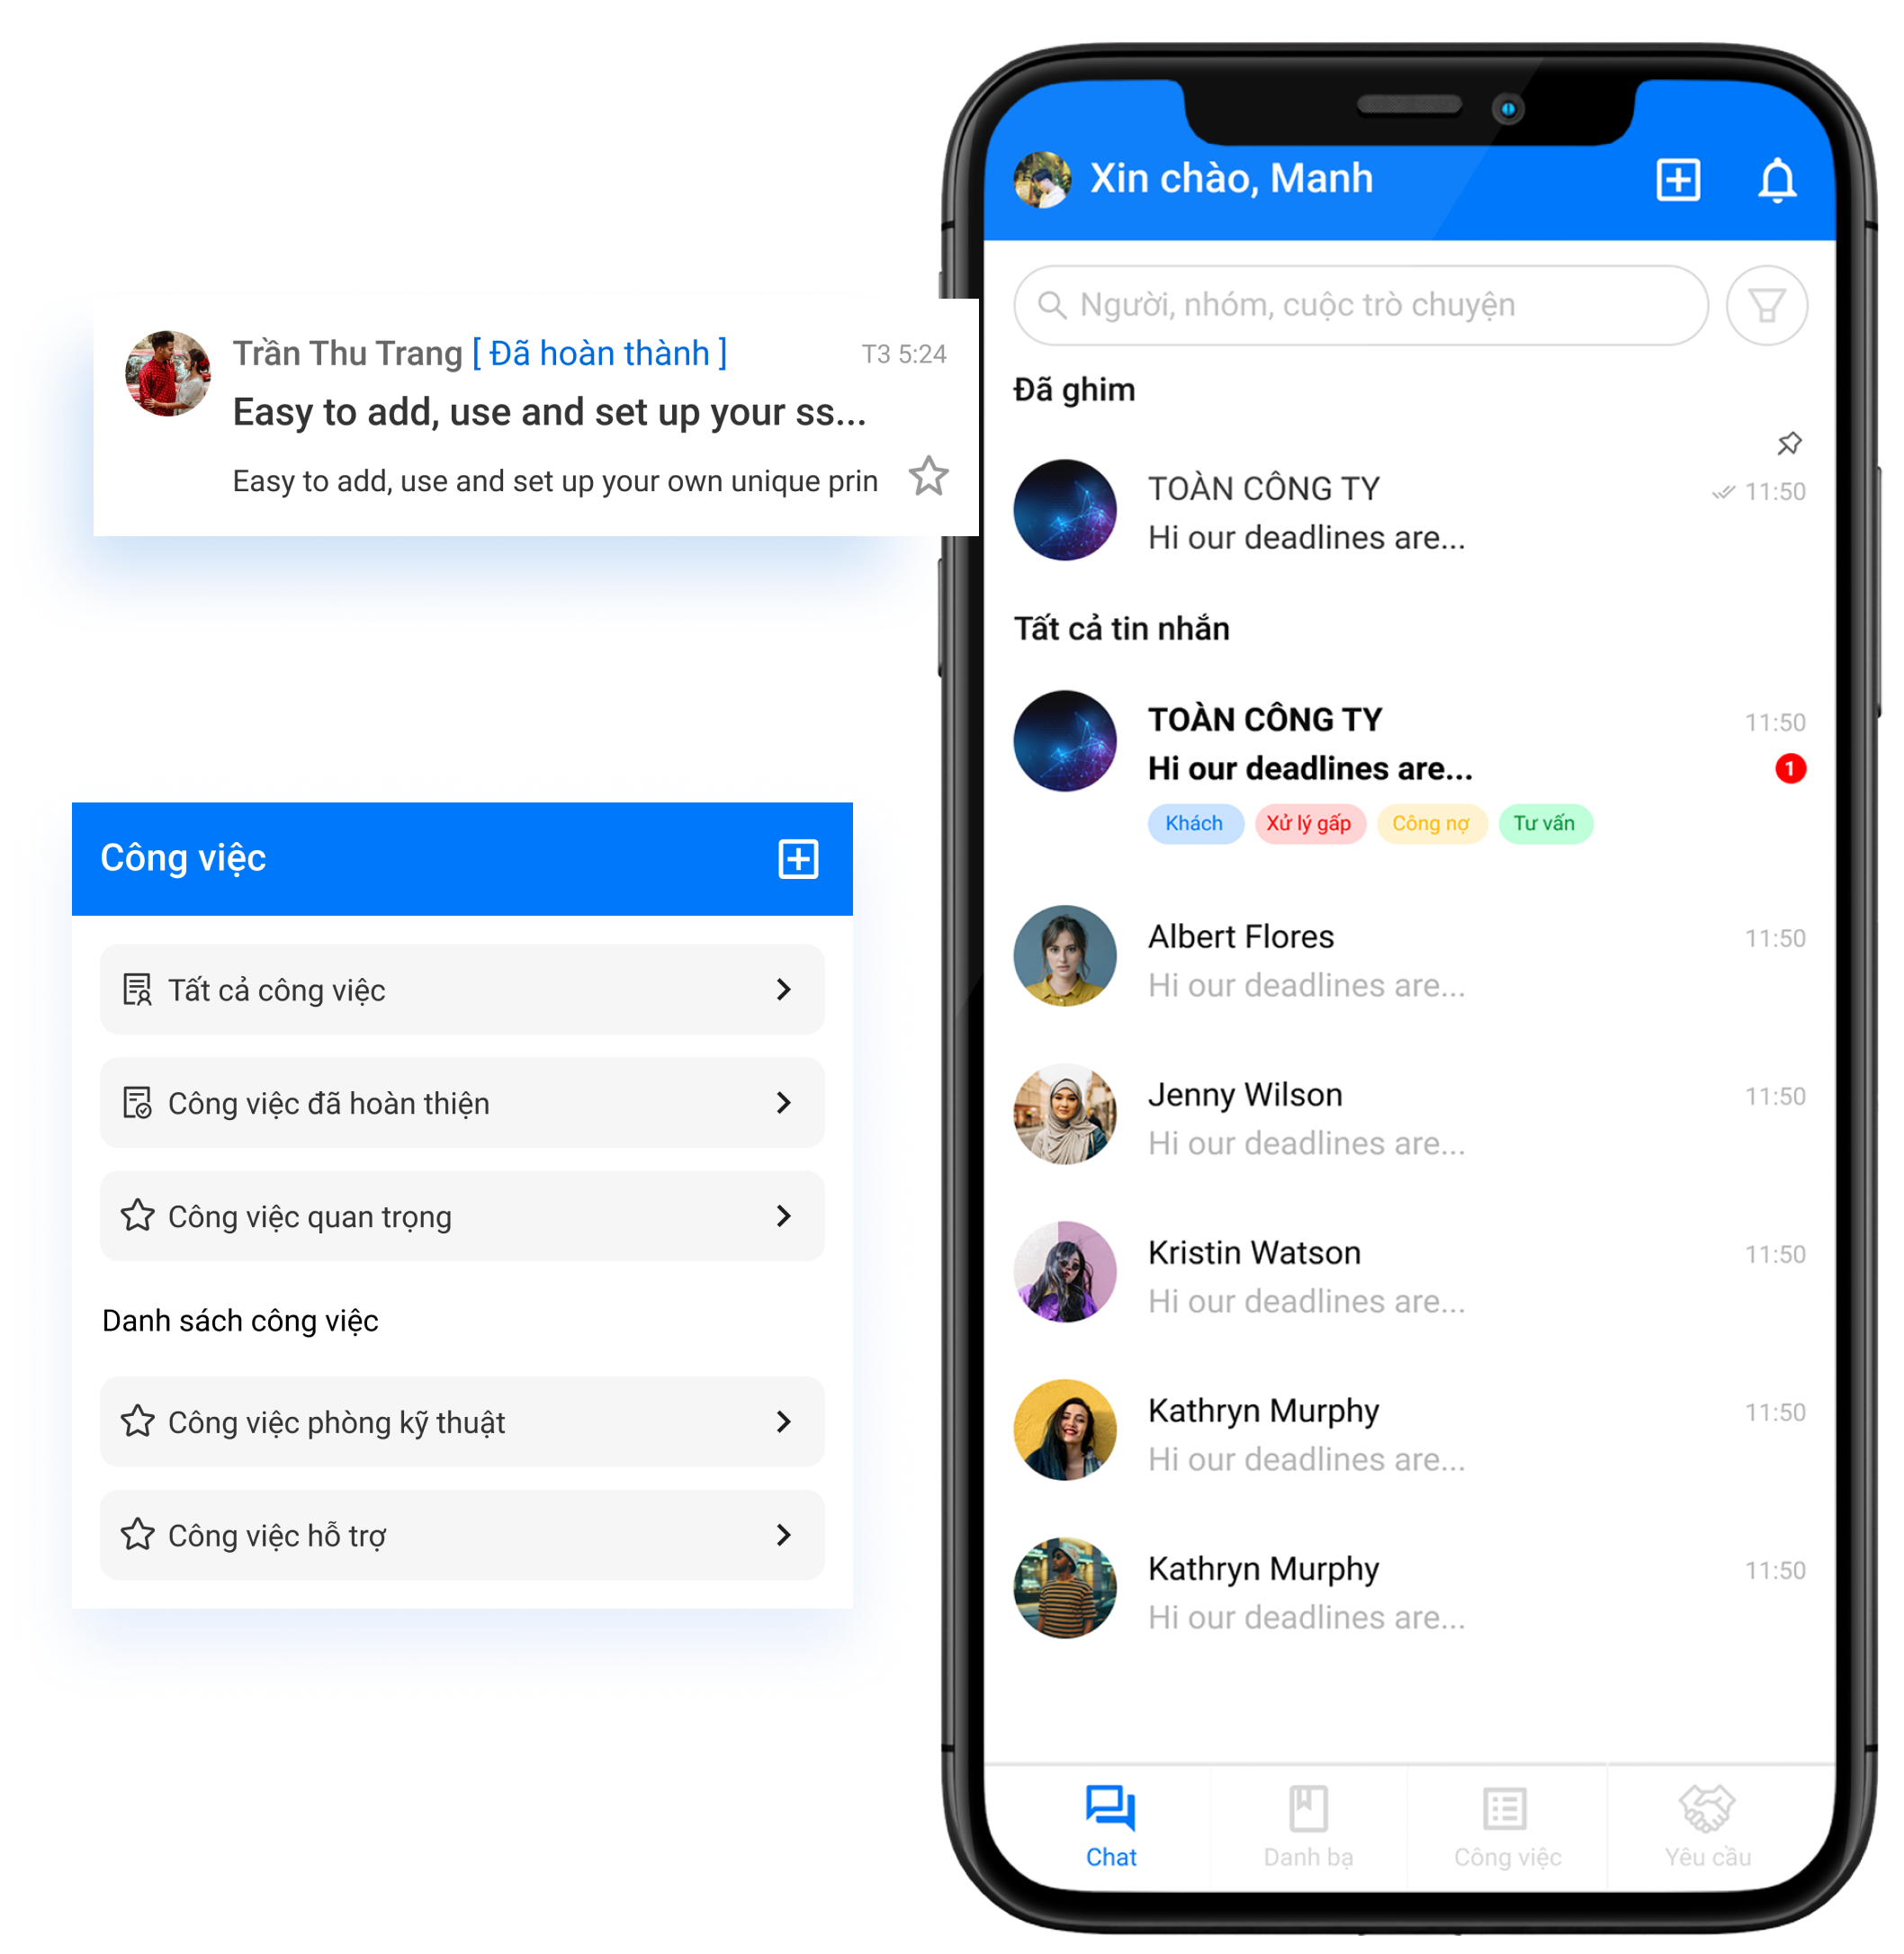 Trần Thu Trang [ Đã hoàn thành ] T3 5:24
Easy to add, use and set up your ss...
Easy to add, use and set up your own unique prin
Công việc
Tất cả công việc
Công việc đã hoàn thiện
Công việc quan trọng
Danh sách công việc
Công việc phòng kỹ thuật
Công việc hỗ trợ
Xin chào, Manh
Người, nhóm, cuộc trò chuyện
Đã ghim
TOÀN CÔNG TY 11:50
Hi our deadlines are...
Tất cả tin nhắn
TOÀN CÔNG TY 11:50
Hi our deadlines are... 1
Khách Xử lý gấp Công nợ Tư vấn
Albert Flores 11:50
Hi our deadlines are...
Jenny Wilson 11:50
Hi our deadlines are...
Kristin Watson 11:50
Hi our deadlines are...
Kathryn Murphy 11:50
Hi our deadlines are...
Kathryn Murphy 11:50
Hi our deadlines are...
Chat Danh bạ Công việc Yêu cầu